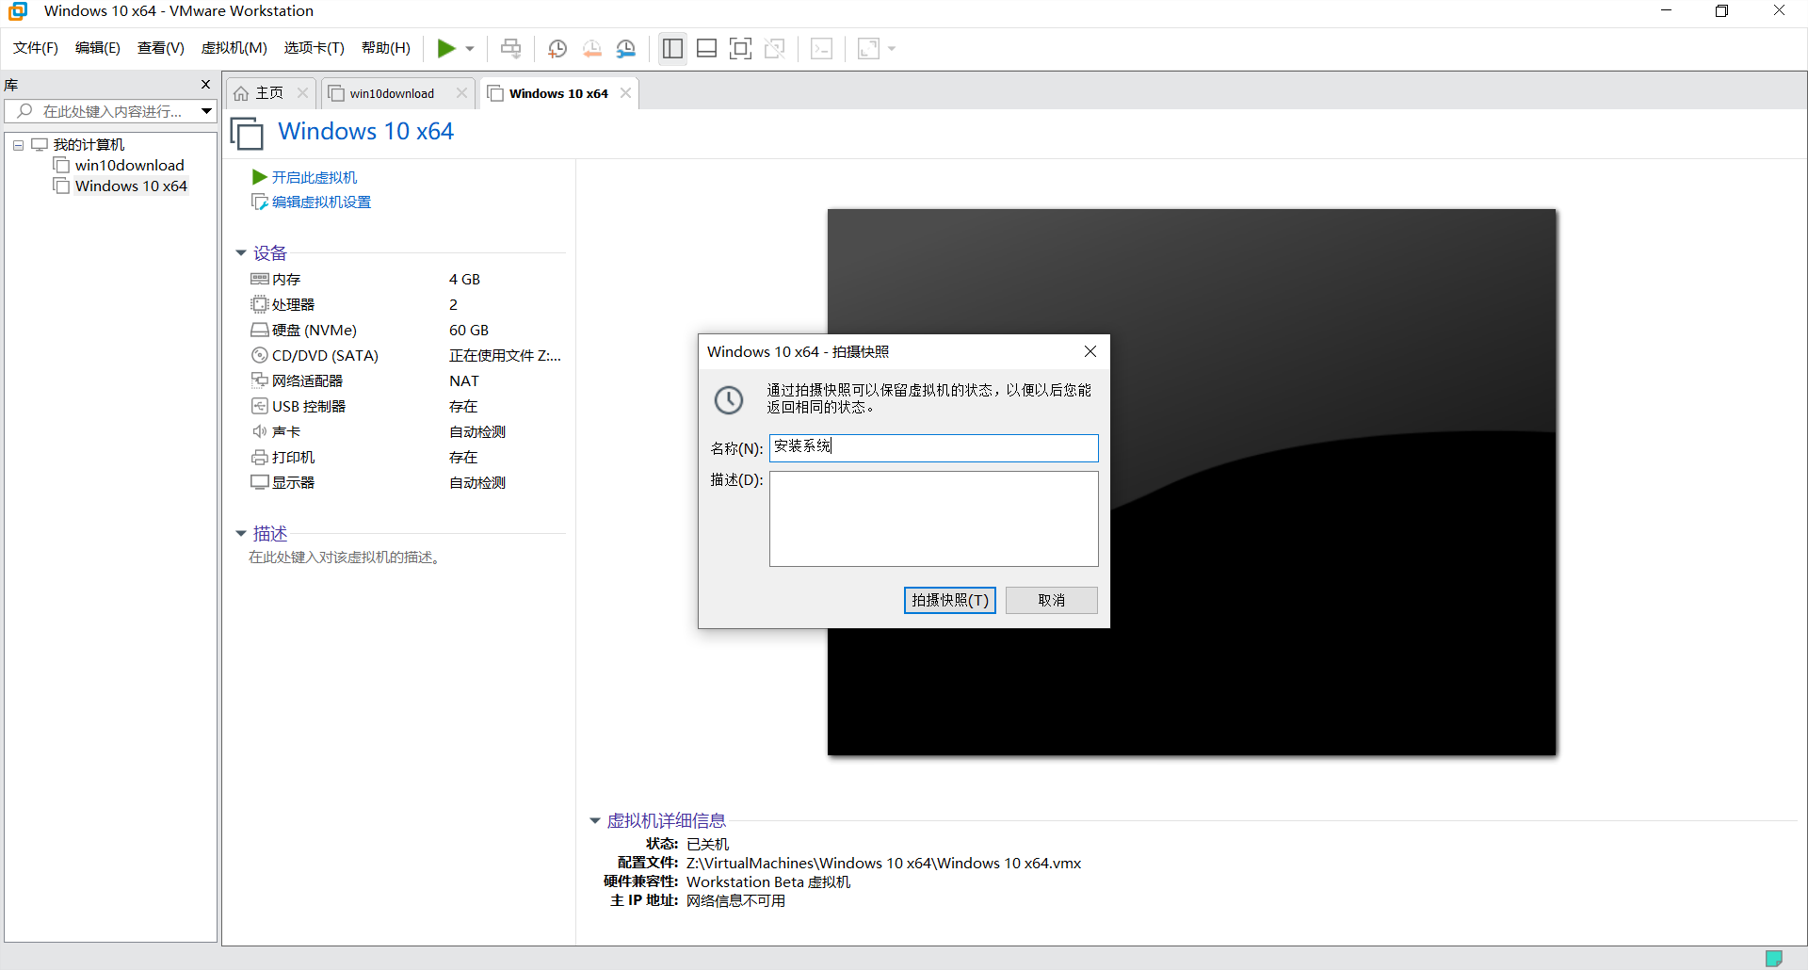 Windows 10 x64 - VMware Workstation
文件(F) 编辑(E) 查看(V) 虚拟机(M) 选项卡(T) 帮助(H)
库
主页 win10download Windows 10 x64
在此处键入内容进行...
我的计算机
win10download
Windows 10 x64
Windows 10 x64
开启此虚拟机
编辑虚拟机设置
设备
内存 4 GB
处理器 2
硬盘 (NVMe) 60 GB
CD/DVD (SATA) 正在使用文件 Z:...
网络适配器 NAT
USB 控制器 存在
声卡 自动检测
打印机 存在
显示器 自动检测
描述
在此处键入对该虚拟机的描述。
Windows 10 x64 - 拍摄快照
通过拍摄快照可以保留虚拟机的状态，以便以后您能
返回相同的状态。
名称(N): 安装系统
描述(D):
拍摄快照(T) 取消
虚拟机详细信息
状态: 已关机
配置文件: Z:\VirtualMachines\Windows 10 x64\Windows 10 x64.vmx
硬件兼容性: Workstation Beta 虚拟机
主 IP 地址: 网络信息不可用